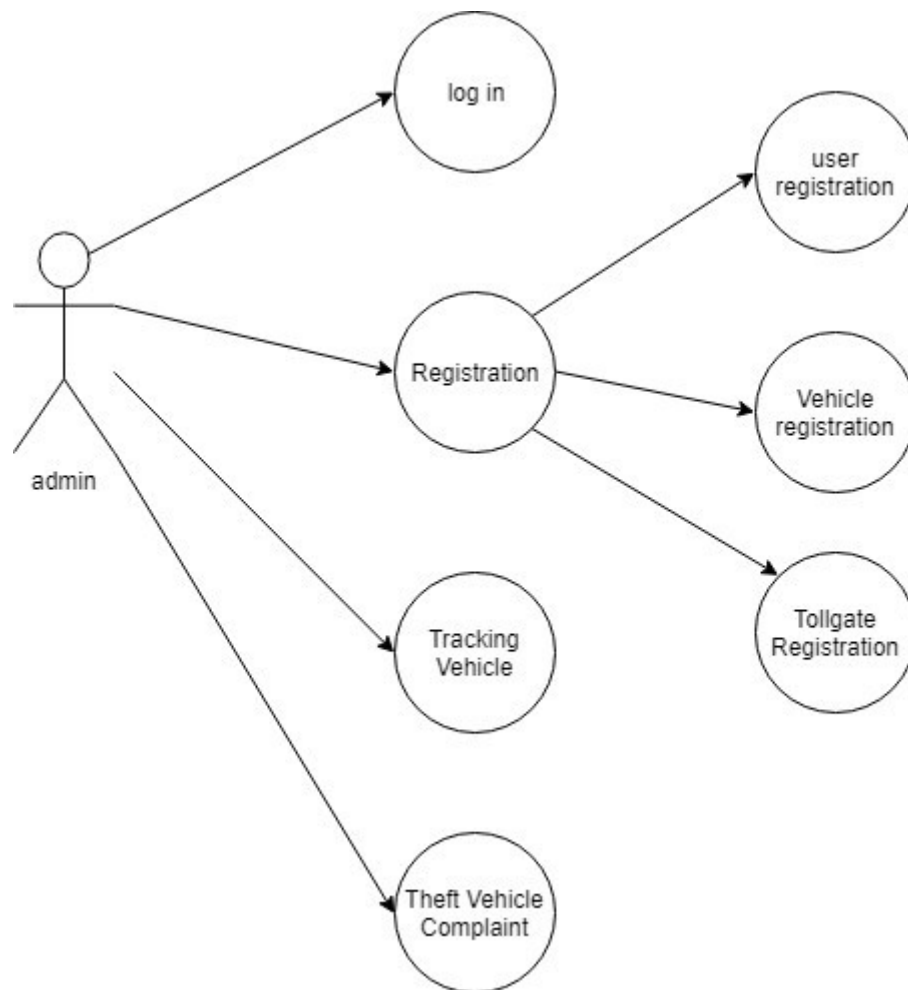 log in
user
registration
Registration
Vehicle
registration
admin
Tracking
Vehicle
Tollgate
Registration
Theft Vehicle
Complaint